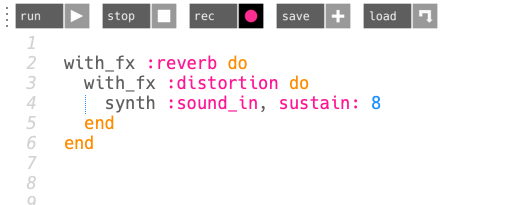 run stop rec save load
1
2 with_fx :reverb do
3 with_fx :distortion do
4 synth :sound_in, sustain: 8
5 end
6 end
7
8
9